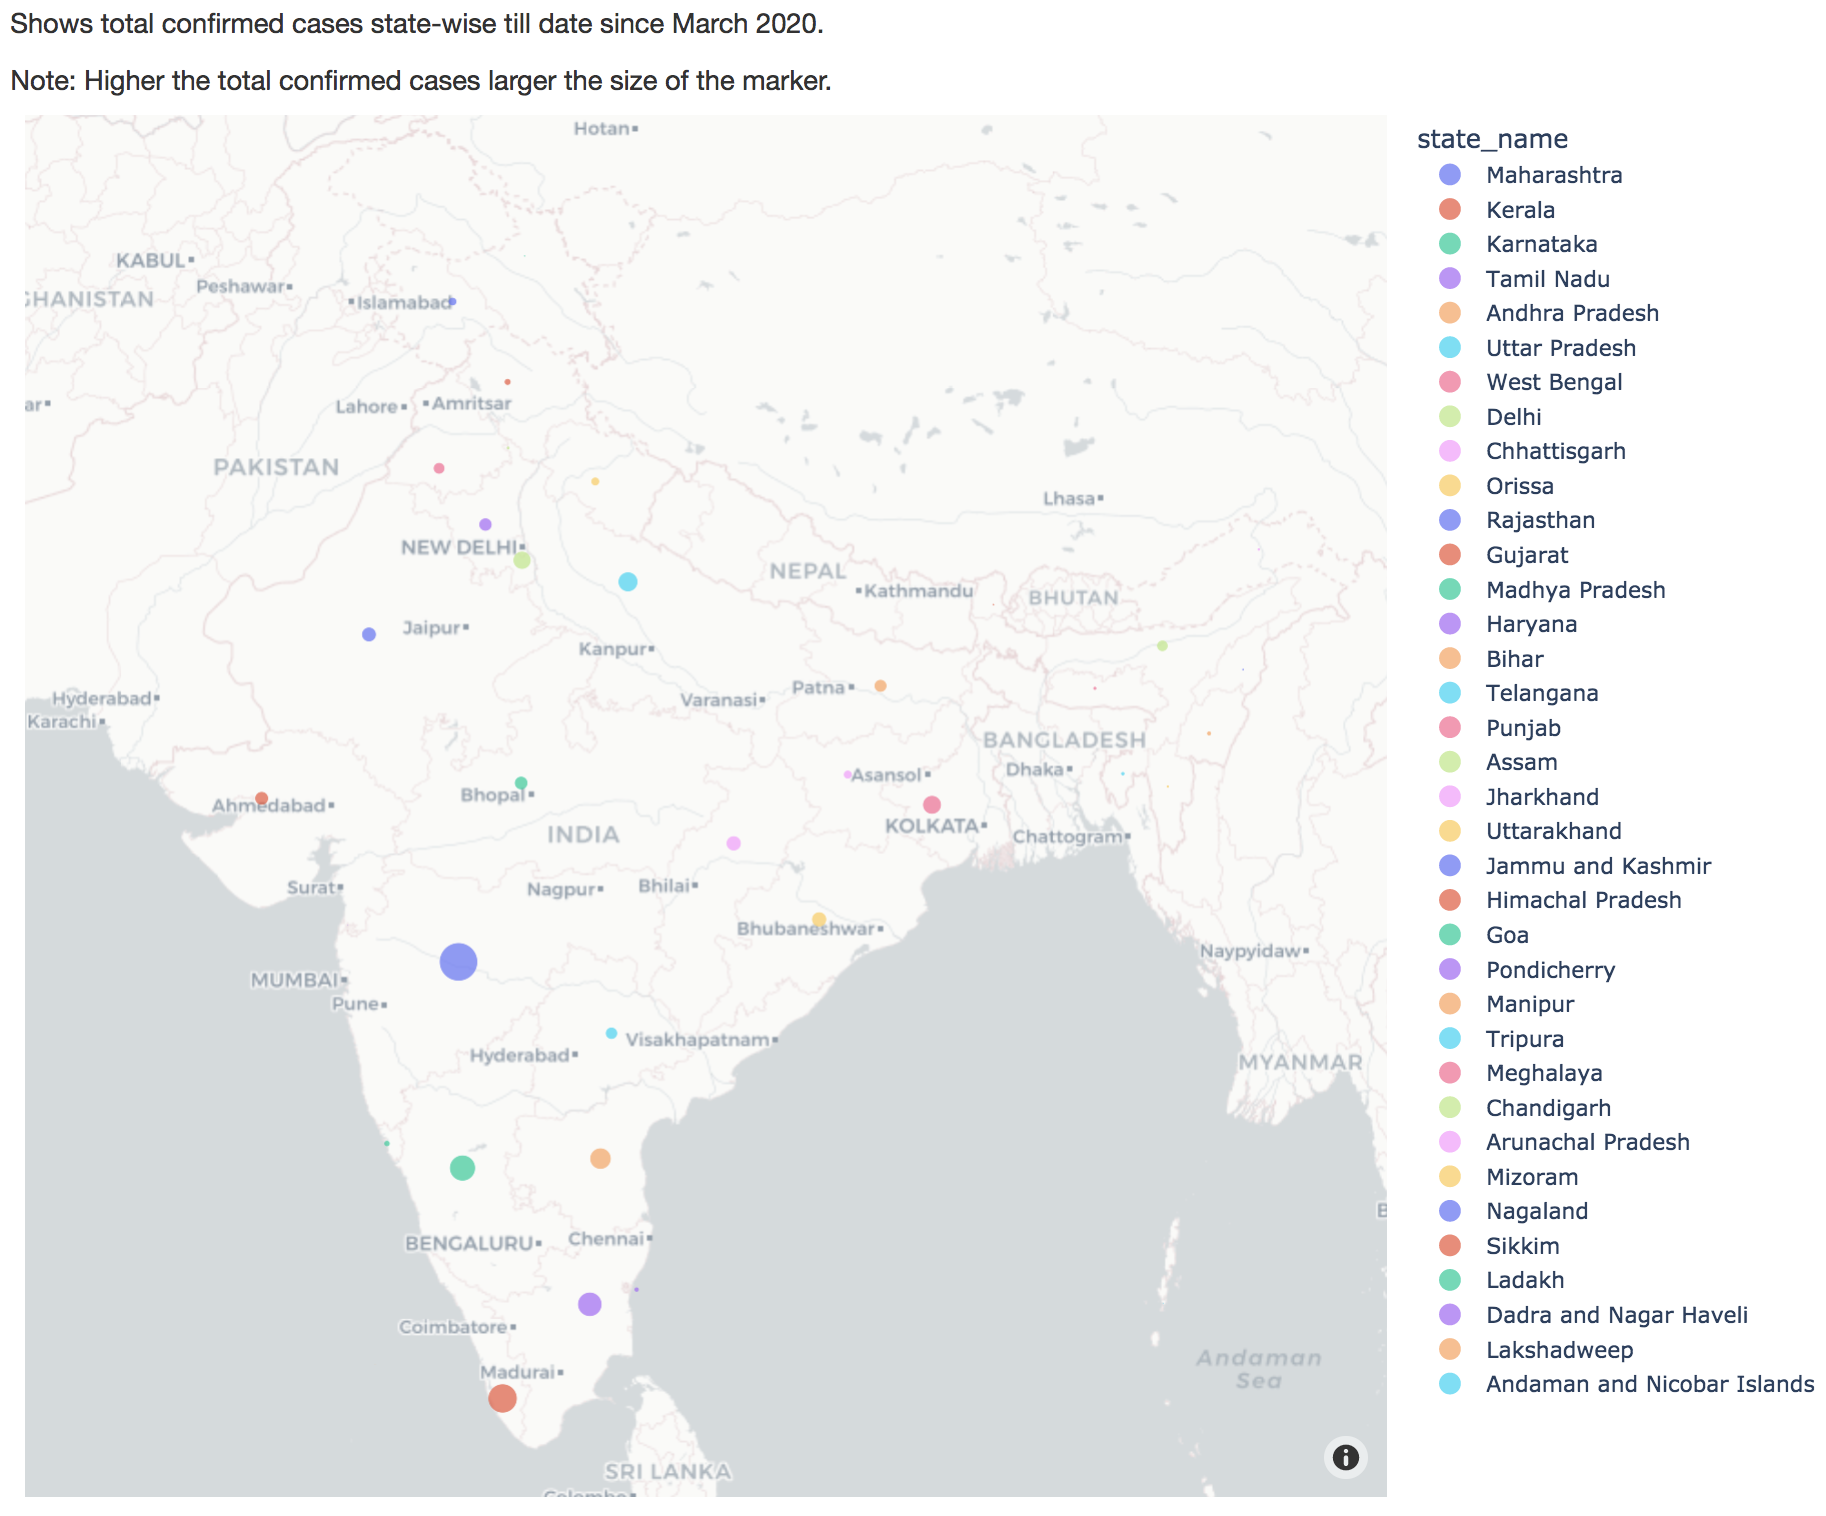 Shows total confirmed cases state-wise till date since March 2020.
Note: Higher the total confirmed cases larger the size of the marker.
Hotan
KABUL
Peshawar
GHANISTAN
Islamabad
ar
Lahore
Amritsar
PAKISTAN
Lhasa
NEW DELHI
NEPAL
Kathmandu
BHUTAN
Jaipur
Kanpur
Patna
Varanasi
Hyderabad
Karachi
BANGLADESH
Dhaka
Asansol
Ahmedabad
Bhopal
INDIA
KOLKATA
Chattogram
Surat
Nagpur
Bhilai
Bhubaneshwar
Naypyidaw
MUMBAI
Pune
Hyderabad
Visakhapatnam
MYANMAR
B
BENGALURU
Chennai
Coimbatore
Madurai
Andaman
Sea
SRI LANKA
Colombo
state_name
Maharashtra
Kerala
Karnataka
Tamil Nadu
Andhra Pradesh
Uttar Pradesh
West Bengal
Delhi
Chhattisgarh
Orissa
Rajasthan
Gujarat
Madhya Pradesh
Haryana
Bihar
Telangana
Punjab
Assam
Jharkhand
Uttarakhand
Jammu and Kashmir
Himachal Pradesh
Goa
Pondicherry
Manipur
Tripura
Meghalaya
Chandigarh
Arunachal Pradesh
Mizoram
Nagaland
Sikkim
Ladakh
Dadra and Nagar Haveli
Lakshadweep
Andaman and Nicobar Islands